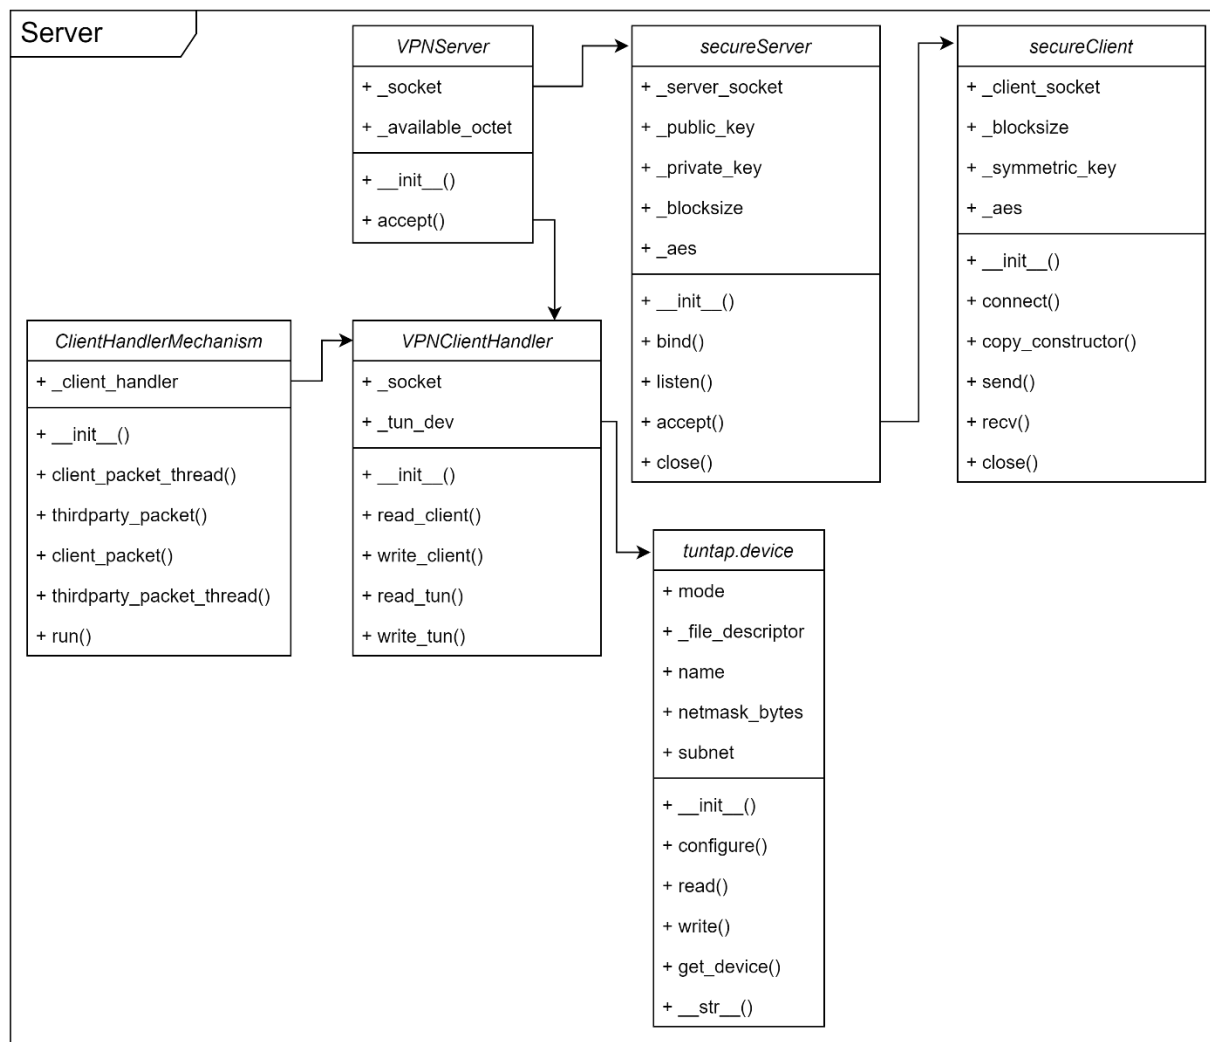 Server
VPNServer
+ _socket
+ _available_octet
+ __init__()
+ accept()
secureServer
+ _server_socket
+ _public_key
+ _private_key
+ _blocksize
+ _aes
+ __init__()
+ bind()
+ listen()
+ accept()
+ close()
secureClient
+ _client_socket
+ _blocksize
+ _symmetric_key
+ _aes
+ __init__()
+ connect()
+ copy_constructor()
+ send()
+ recv()
+ close()
ClientHandlerMechanism
+ _client_handler
+ __init__()
+ client_packet_thread()
+ thirdparty_packet()
+ client_packet()
+ thirdparty_packet_thread()
+ run()
VPNClientHandler
+ _socket
+ _tun_dev
+ __init__()
+ read_client()
+ write_client()
+ read_tun()
+ write_tun()
tuntap.device
+ mode
+ _file_descriptor
+ name
+ netmask_bytes
+ subnet
+ __init__()
+ configure()
+ read()
+ write()
+ get_device()
+ __str__()